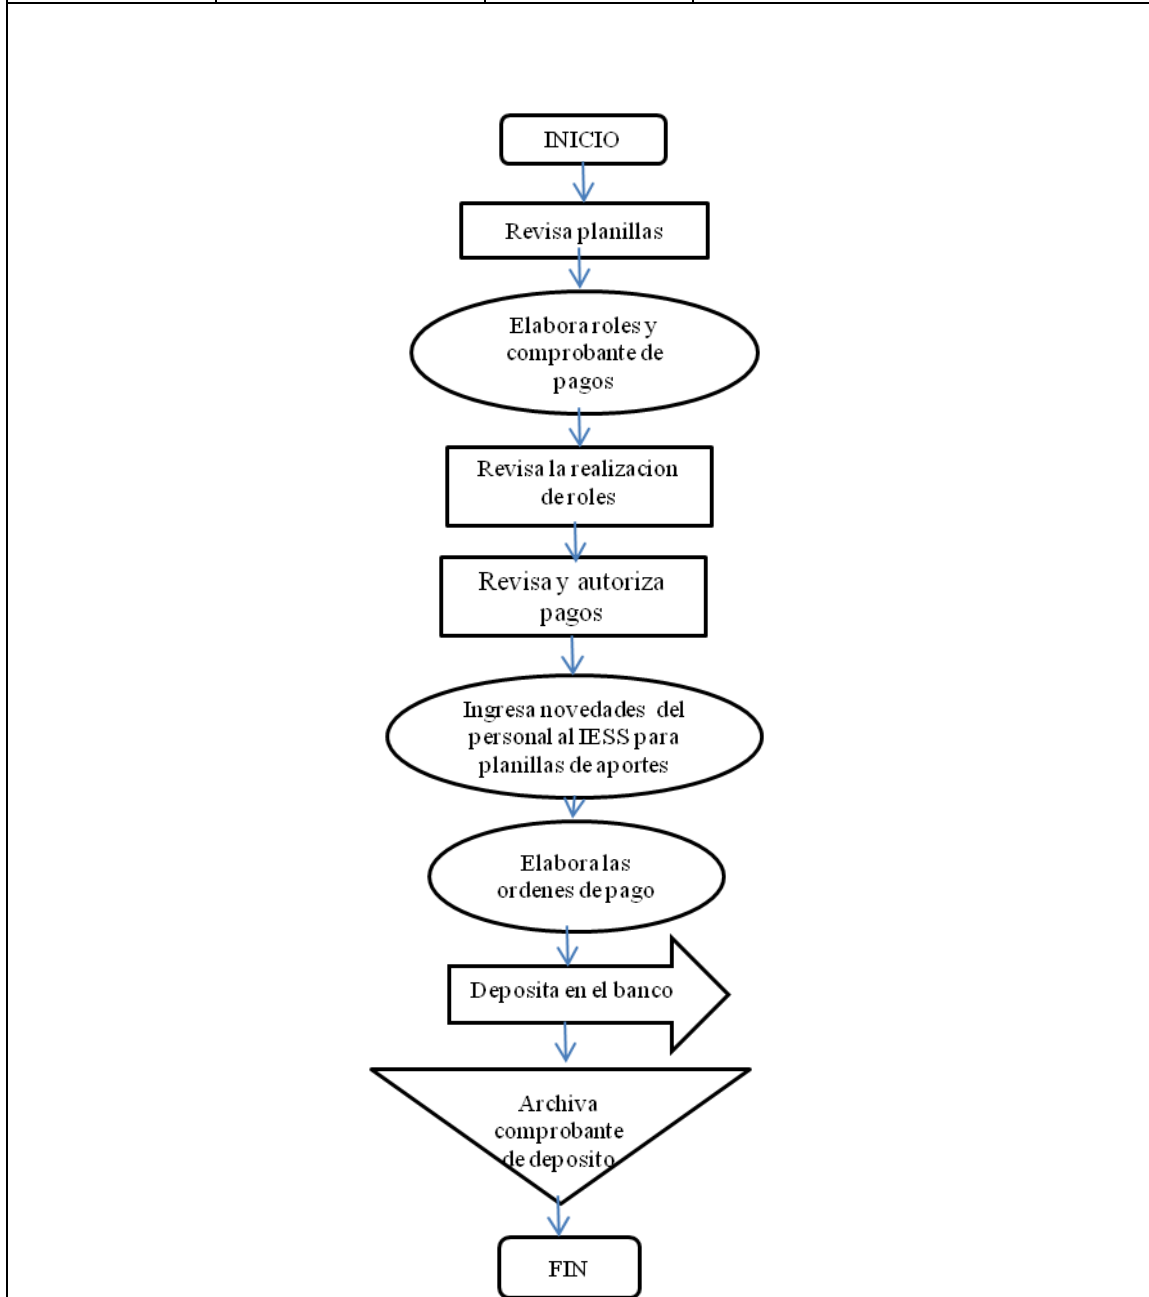 INICIO
Revisa planillas
Elabora roles y
comprobante de
pagos
Revisa la realizacion
de roles
Revisa y autoriza
pagos
Ingresa novedades del
personal al IESS para
planillas de aportes
Elabora las
ordenes de pago
Deposita en el banco
Archiva
comprobante
de deposito
FIN